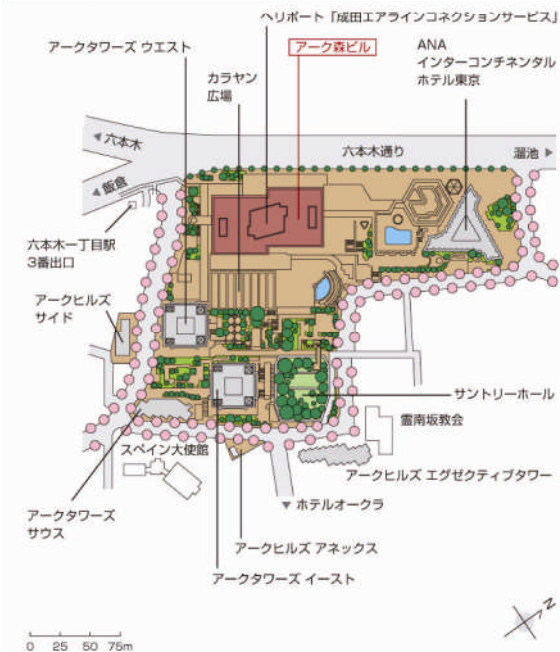 ヘリポート「成田エアラインコネクションサービス」
アークタワーズ ウエスト
アーク森ビル
ANA
インターコンチネンタル
ホテル東京
カラヤン
広場
六本木
六本木通り
溜池
飯倉
六本木一丁目駅
3番出口
アークヒルズ
サイド
サントリーホール
霊南坂教会
スペイン大使館
アークヒルズ エグゼクティブタワー
アークタワーズ
サウス
ホテルオークラ
アークヒルズ アネックス
アークタワーズ イースト
N
0 25 50 75m